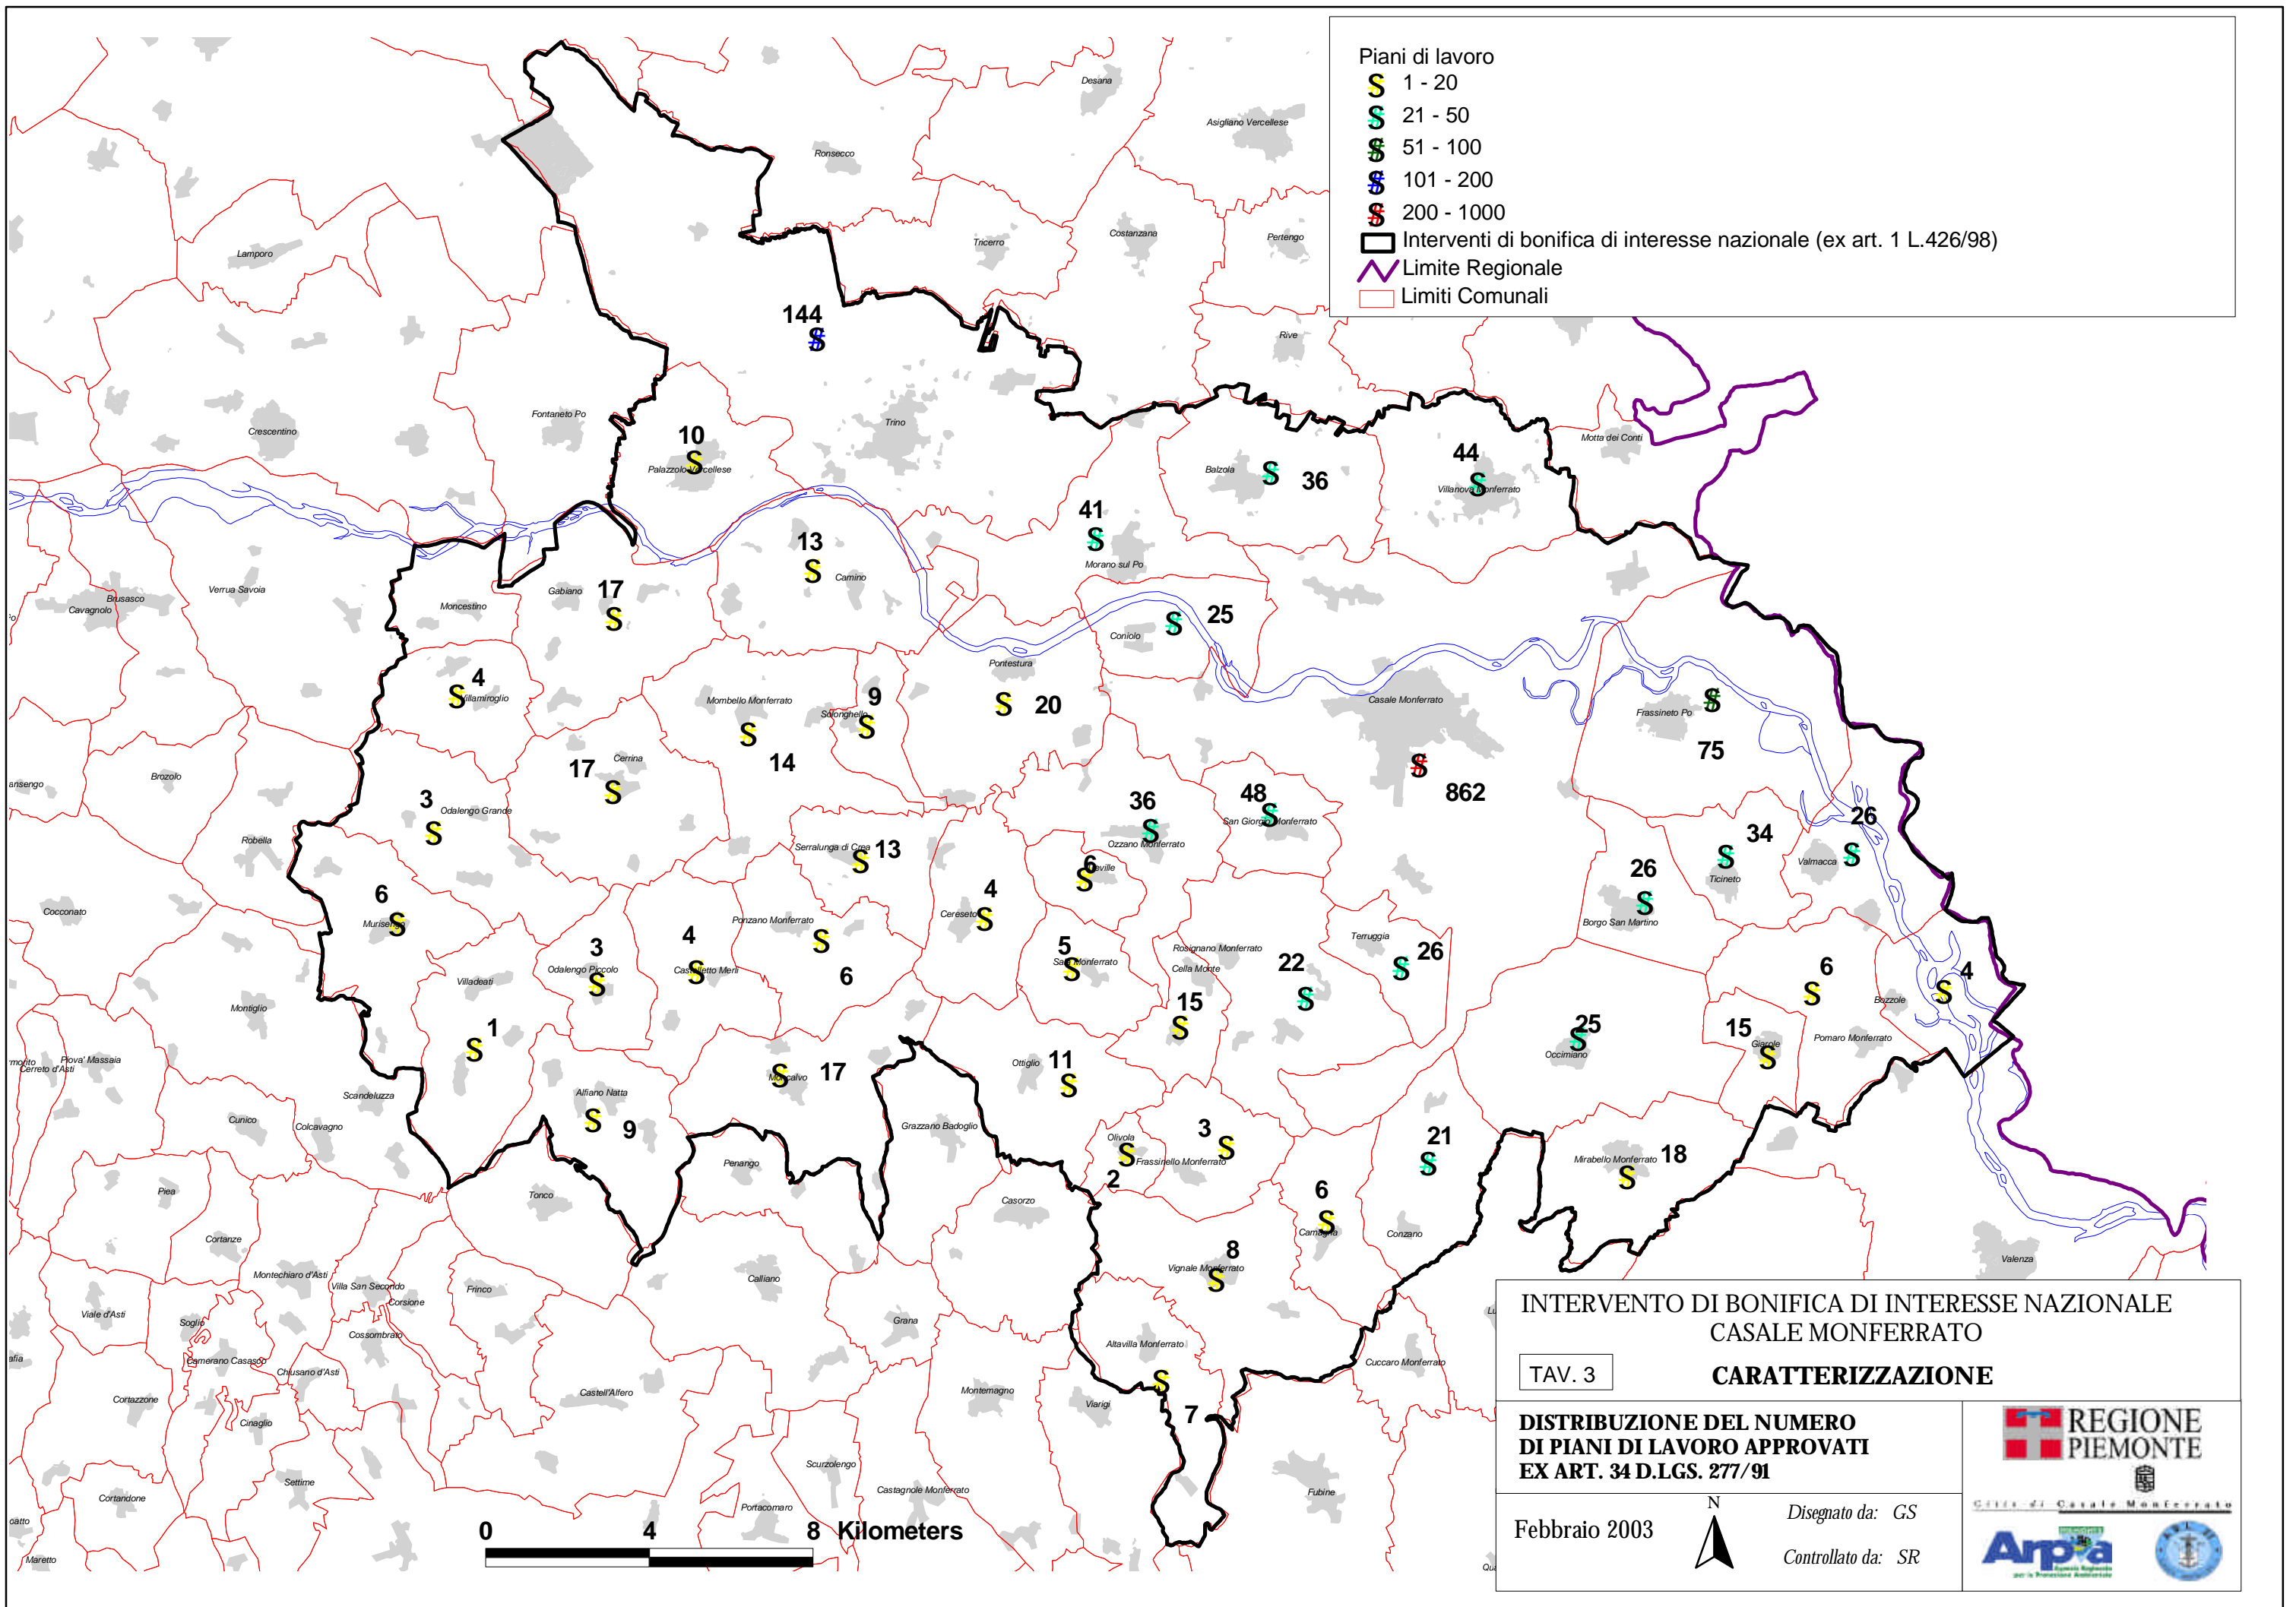 Piani di lavoro
1 - 20
21 - 50
51 - 100
101 - 200
200 - 1000
Interventi di bonifica di interesse nazionale (ex art. 1 L.426/98)
Limite Regionale
Limiti Comunali
Desana
Asigliano Vercellese
Ronsecco
Lamporo
Tricerro
Costanzana
Pertengo
144
Rive
Fontaneto Po
Crescentino
Trino
Motta dei Conti
10
Palazzolo Vercellese
Balzola
36
44
Villanova Monferrato
41
Morano sul Po
13
Camino
Verrua Savoia
Brusasco
Cavagnolo
Moncestino
Gabiano
17
25
Coniolo
Pontestura
20
4
Villamiroglio
Mombello Monferrato
14
Solonghello
9
Casale Monferrato
862
Frassineto Po
75
Brozolo
17
Cerrina
3
Odalengo Grande
36
Ozzano Monferrato
48
San Giorgio Monferrato
34
Ticineto
26
Valmacca
Robella
Serralunga di Crea
13
6
26
Borgo San Martino
Cocconato
6
Murisengo
Ponzano Monferrato
6
4
Cereseto
3
Odalengo Piccolo
4
Castelletto Merli
5
Sala Monferrato
Rosignano Monferrato
Cella Monte
22
15
Terruggia
26
Villadeati
1
6
Bozzole
4
Montiglio
Piova' Massaia
Cerreto d'Asti
Scandeluzza
25
Occimiano
15
Giarole
Pomaro Monferrato
Moncalvo
17
Ottiglio
11
Alfiano Natta
9
Cunico
Colcavagno
Grazzano Badoglio
Olivola
2
3
Frassinello Monferrato
21
Conzano
Mirabello Monferrato
18
Penango
Piea
Tonco
Casorzo
6
Camagna
Cortanze
8
Vignale Monferrato
Valenza
Montechiaro d'Asti
Villa San Secondo
Corsione
Frinco
Calliano
Viale d'Asti
Soglio
Cossombrato
Grana
Altavilla Monferrato
7
Cuccaro Monferrato
Camerano Casasco
Chiusano d'Asti
Cortazzone
Castell'Alfero
Montemagno
Viarigi
Cinaglio
Scurzolengo
Settime
Cortandone
Castagnole Monferrato
Portacomaro
Fubine
Maretto
0 4 8 Kilometers
INTERVENTO DI BONIFICA DI INTERESSE NAZIONALE
CASALE MONFERRATO
TAV. 3
CARATTERIZZAZIONE
DISTRIBUZIONE DEL NUMERO
DI PIANI DI LAVORO APPROVATI
EX ART. 34 D.LGS. 277/91
Febbraio 2003
N
Disegnato da: GS
Controllato da: SR
REGIONE
PIEMONTE
Città di Casale Monferrato
Arpa